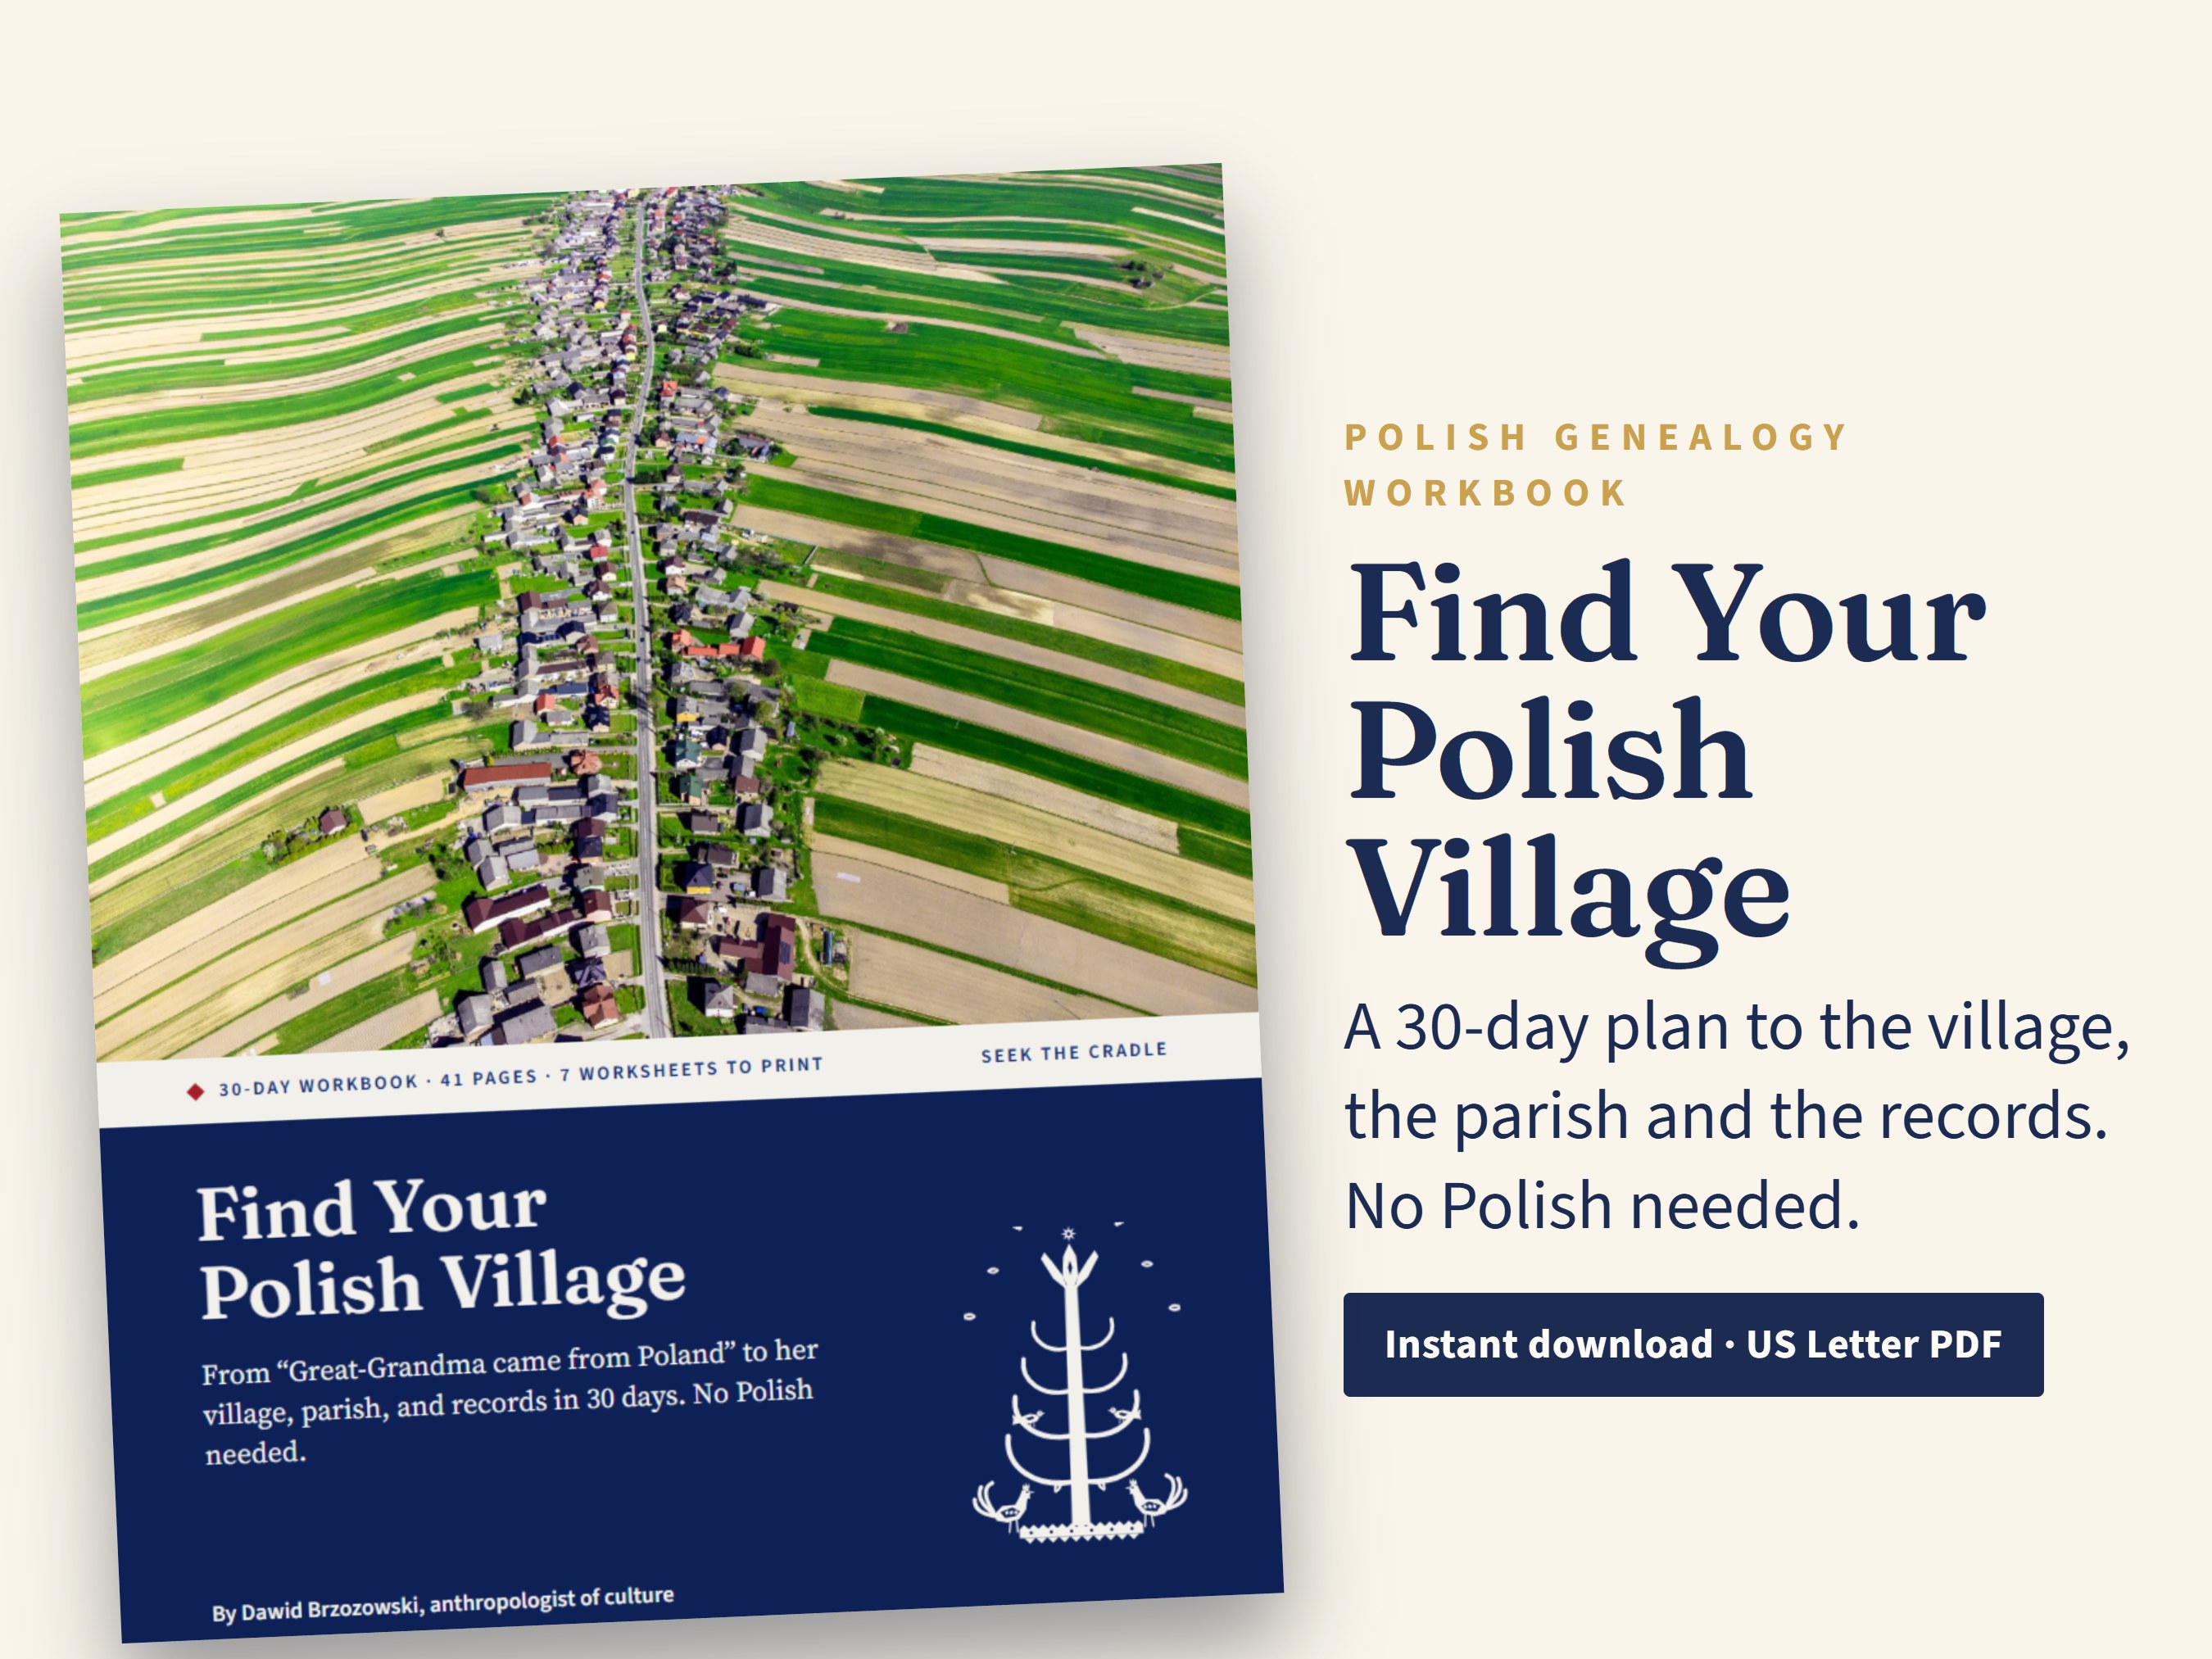 30-DAY WORKBOOK · 41 PAGES · 7 WORKSHEETS TO PRINT
SEEK THE CRADLE
Find Your
Polish Village
From “Great-Grandma came from Poland” to her
village, parish, and records in 30 days. No Polish
needed.
By Dawid Brzozowski, anthropologist of culture
POLISH GENEALOGY
WORKBOOK
Find Your
Polish
Village
A 30-day plan to the village,
the parish and the records.
No Polish needed.
Instant download · US Letter PDF